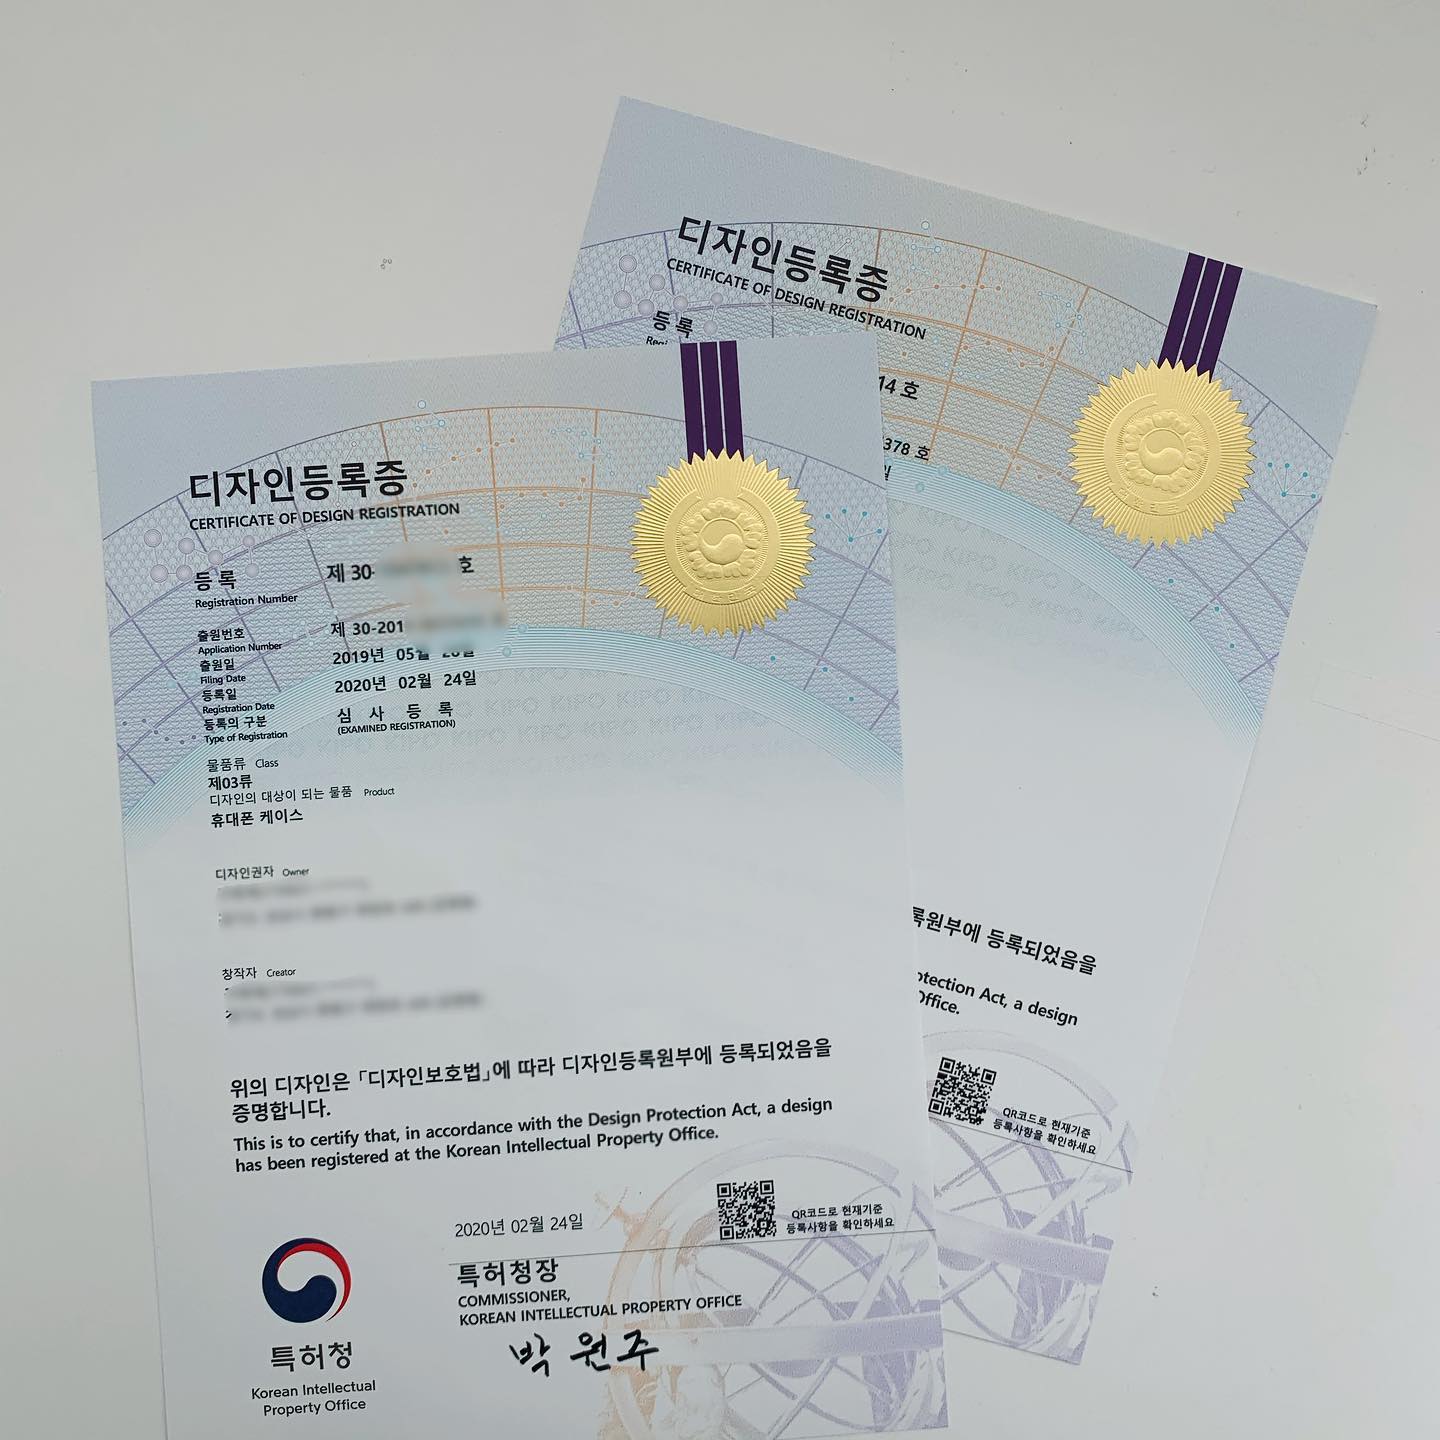 디자인등록증
CERTIFICATE OF DESIGN REGISTRATION
등록
14 호
378 호
일
록원부에 등록되었음을
otection Act, a design
Office.
QR코드로 현재기준
등록사항을 확인하세요
디자인등록증
CERTIFICATE OF DESIGN REGISTRATION
등록 제 30- 호
Registration Number
출원번호 제 30-201
Application Number
출원일 2019년 05월
Filing Date
등록일 2020년 02월 24일
Registration Date
등록의 구분 심 사 등 록
Type of Registration (EXAMINED REGISTRATION)
물품류 Class
제03류
디자인의 대상이 되는 물품 Product
휴대폰 케이스
디자인권자 Owner
창작자 Creator
위의 디자인은 「디자인보호법」에 따라 디자인등록원부에 등록되었음을
증명합니다.
This is to certify that, in accordance with the Design Protection Act, a design
has been registered at the Korean Intellectual Property Office.
2020년 02월 24일
QR코드로 현재기준
등록사항을 확인하세요
특허청장
COMMISSIONER,
KOREAN INTELLECTUAL PROPERTY OFFICE
박원주
특허청
Korean Intellectual
Property Office